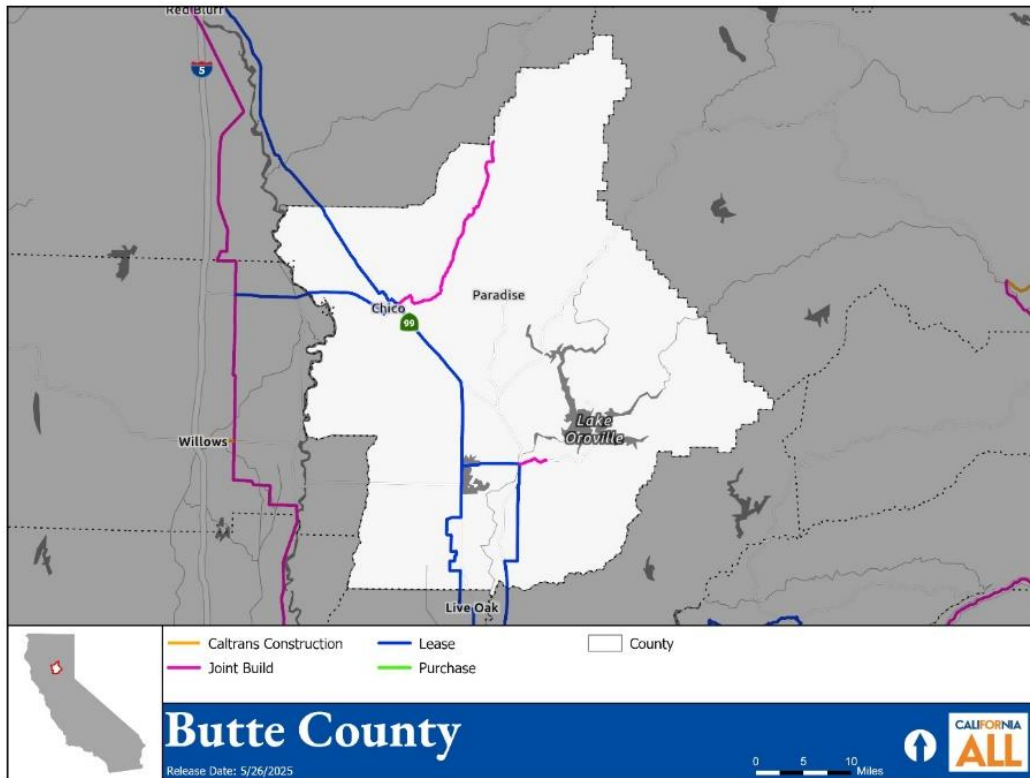 Red Bluff
5
Paradise
Chico
99
Lake
Oroville
Willows
Live Oak
Caltrans Construction
Lease
County
Joint Build
Purchase
Butte County
Release Date: 5/26/2025
0 5 10
Miles
CALIFORNIA
ALL